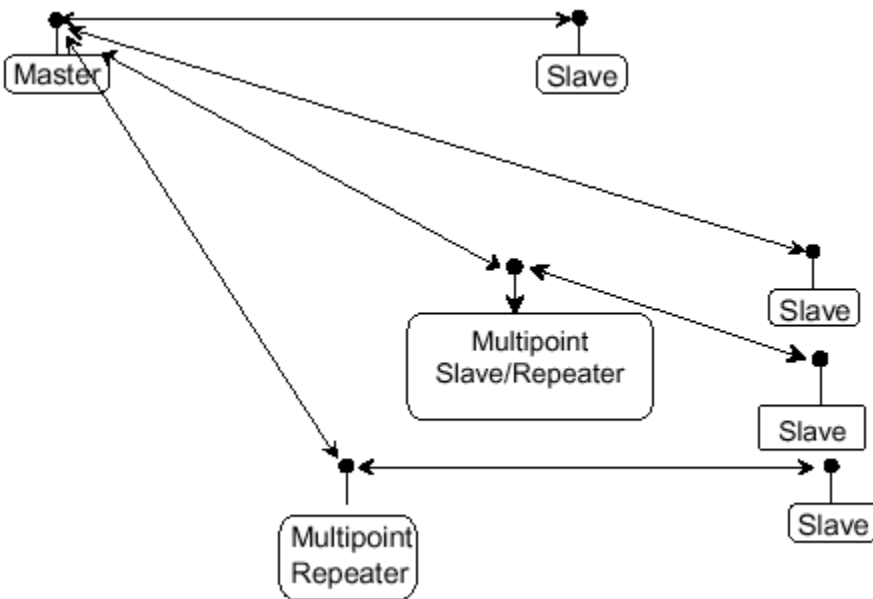 Master
Slave
Slave
Multipoint
Slave/Repeater
Slave
Slave
Multipoint
Repeater